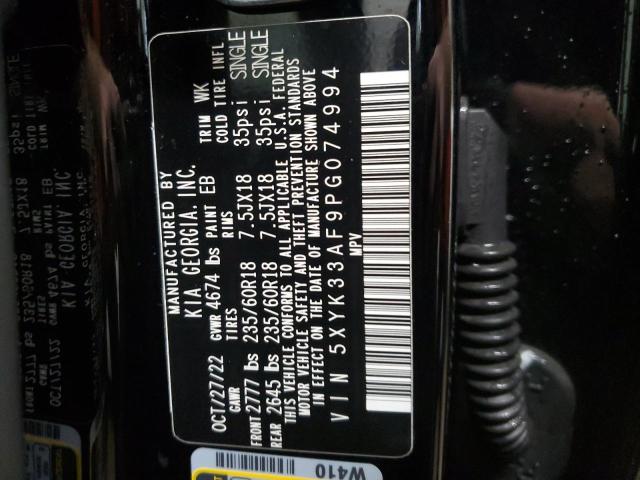 MANUFACTURED BY
KIA GEORGIA, INC.
OCT/27/22 GVWR 4674 lbs PAINT EB TRIM WK
GAWR TIRES RIMS COLD TIRE INFL
FRONT 2777 lbs 235/60R18 7.5JX18 35psi SINGLE
REAR 2645 lbs 235/60R18 7.5JX18 35psi SINGLE
THIS VEHICLE CONFORMS TO ALL APPLICABLE U.S.A. FEDERAL
MOTOR VEHICLE SAFETY AND THEFT PREVENTION STANDARDS
IN EFFECT ON THE DATE OF MANUFACTURE SHOWN ABOVE
VIN 5XYK33AF9PG074994
MPV
W410